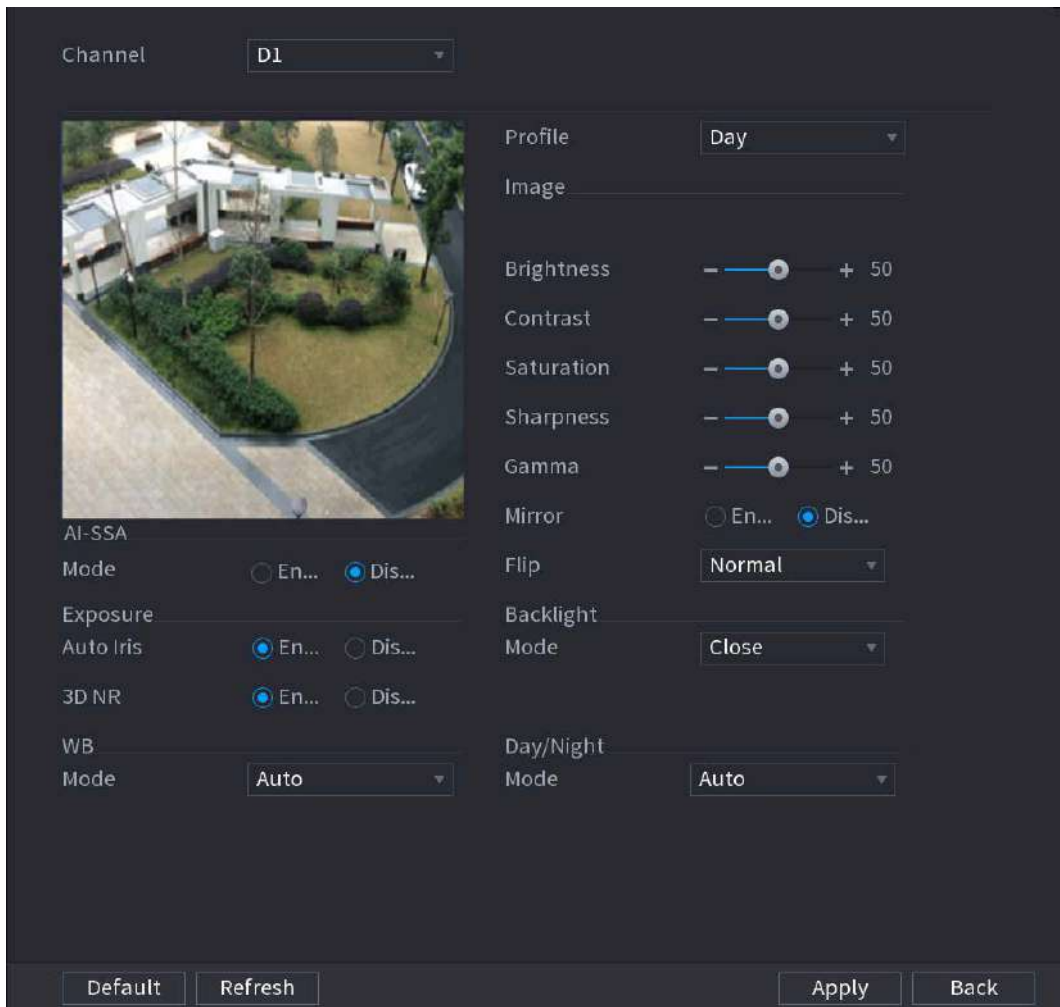 Channel D1
Profile Day
Image
Brightness - + 50
Contrast - + 50
Saturation - + 50
Sharpness - + 50
Gamma - + 50
Mirror En... Dis...
Flip Normal
Backlight
Mode Close
AI-SSA
Mode En... Dis...
Exposure
Auto Iris En... Dis...
3D NR En... Dis...
WB
Mode Auto
Day/Night
Mode Auto
Default Refresh Apply Back